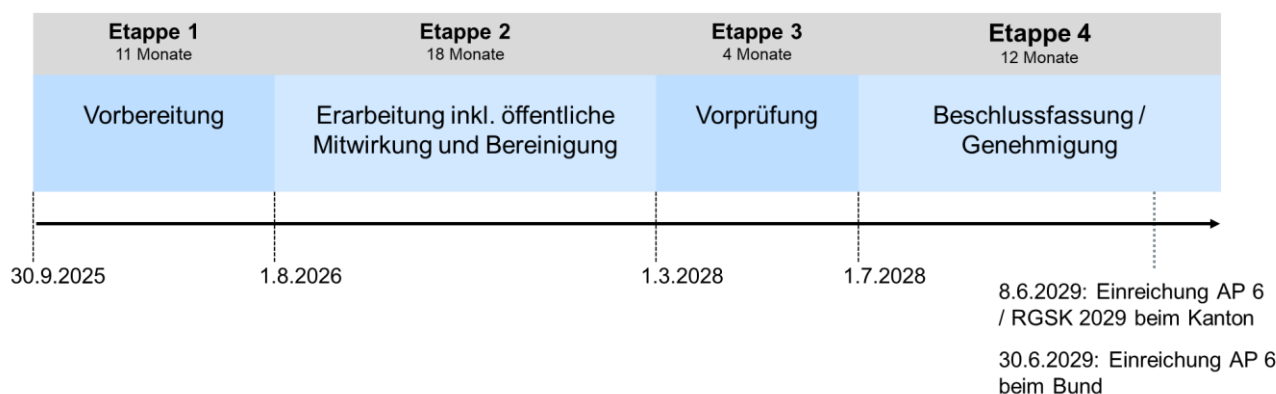 Etappe 1
11 Monate
Etappe 2
18 Monate
Etappe 3
4 Monate
Etappe 4
12 Monate
Vorbereitung
Erarbeitung inkl. öffentliche
Mitwirkung und Bereinigung
Vorprüfung
Beschlussfassung /
Genehmigung
30.9.2025
1.8.2026
1.3.2028
1.7.2028
8.6.2029: Einreichung AP 6
/ RGSK 2029 beim Kanton
30.6.2029: Einreichung AP 6
beim Bund